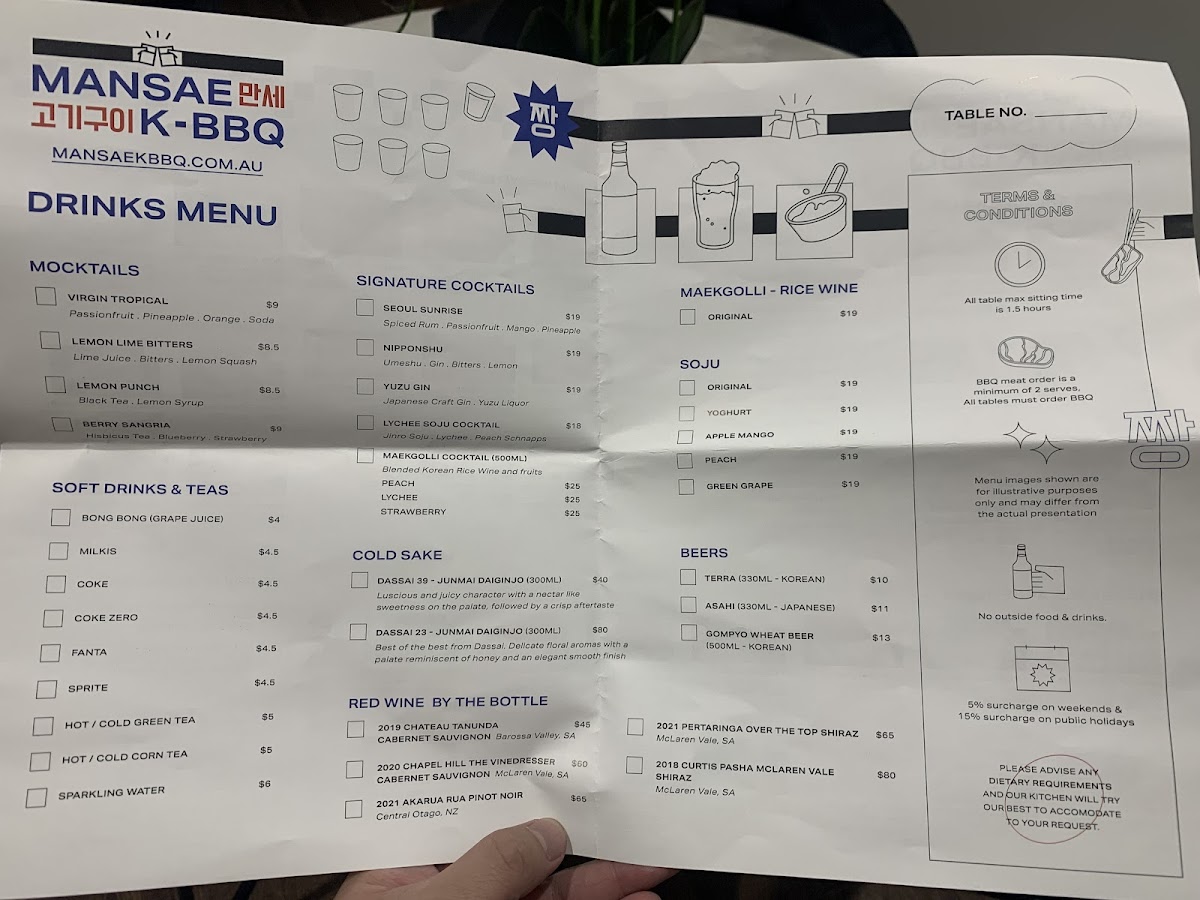 MANSAE 만세
고기구이 K-BBQ
MANSAEKBBQ.COM.AU
DRINKS MENU
짱
TABLE NO.
MOCKTAILS
VIRGIN TROPICAL $9
Passionfruit . Pineapple . Orange . Soda
LEMON LIME BITTERS $8.5
Lime Juice . Bitters . Lemon Squash
LEMON PUNCH $8.5
Black Tea . Lemon Syrup
BERRY SANGRIA $9
Hisbious Tea . Blueberry . Strawberry
SOFT DRINKS & TEAS
BONG BONG (GRAPE JUICE) $4
MILKIS $4.5
COKE $4.5
COKE ZERO $4.5
FANTA $4.5
SPRITE $4.5
HOT / COLD GREEN TEA $5
HOT / COLD CORN TEA $5
SPARKLING WATER $6
SIGNATURE COCKTAILS
SEOUL SUNRISE $19
Spiced Rum . Passionfruit . Mango . Pineapple
NIPPONSHU $19
Umeshu . Gin . Bitters . Lemon
YUZU GIN $19
Japanese Craft Gin . Yuzu Liquor
LYCHEE SOJU COCKTAIL $18
Jinro Soju . Lychee . Peach Schnapps
MAEKGOLLI COCKTAIL (500ML)
Blended Korean Rice Wine and fruits
PEACH $25
LYCHEE $25
STRAWBERRY $25
COLD SAKE
DASSAI 39 - JUNMAI DAIGINJO (300ML) $40
Luscious and juicy character with a nectar like
sweetness on the palate, followed by a crisp aftertaste
DASSAI 23 - JUNMAI DAIGINJO (300ML) $80
Best of the best from Dassai. Delicate floral aromas with a
palate reminiscent of honey and an elegant smooth finish
RED WINE BY THE BOTTLE
2019 CHATEAU TANUNDA $45
CABERNET SAUVIGNON Barossa Valley, SA
2020 CHAPEL HILL THE VINEDRESSER $60
CABERNET SAUVIGNON McLaren Vale, SA
2021 AKARUA RUA PINOT NOIR $65
Central Otago, NZ
2021 PERTARINGA OVER THE TOP SHIRAZ $65
McLaren Vale, SA
2018 CURTIS PASHA MCLAREN VALE $80
SHIRAZ
McLaren Vale, SA
MAEKGOLLI - RICE WINE
ORIGINAL $19
SOJU
ORIGINAL $19
YOGHURT $19
APPLE MANGO $19
PEACH $19
GREEN GRAPE $19
BEERS
TERRA (330ML - KOREAN) $10
ASAHI (330ML - JAPANESE) $11
GOMPYO WHEAT BEER $13
(500ML - KOREAN)
TERMS &
CONDITIONS
All table max sitting time
is 1.5 hours
BBQ meat order is a
minimum of 2 serves,
All tables must order BBQ
짱
Menu images shown are
for illustrative purposes
only and may differ from
the actual presentation
No outside food & drinks.
5% surcharge on weekends &
15% surcharge on public holidays
PLEASE ADVISE ANY
DIETARY REQUIREMENTS
AND OUR KITCHEN WILL TRY
OUR BEST TO ACCOMODATE
TO YOUR REQUEST.